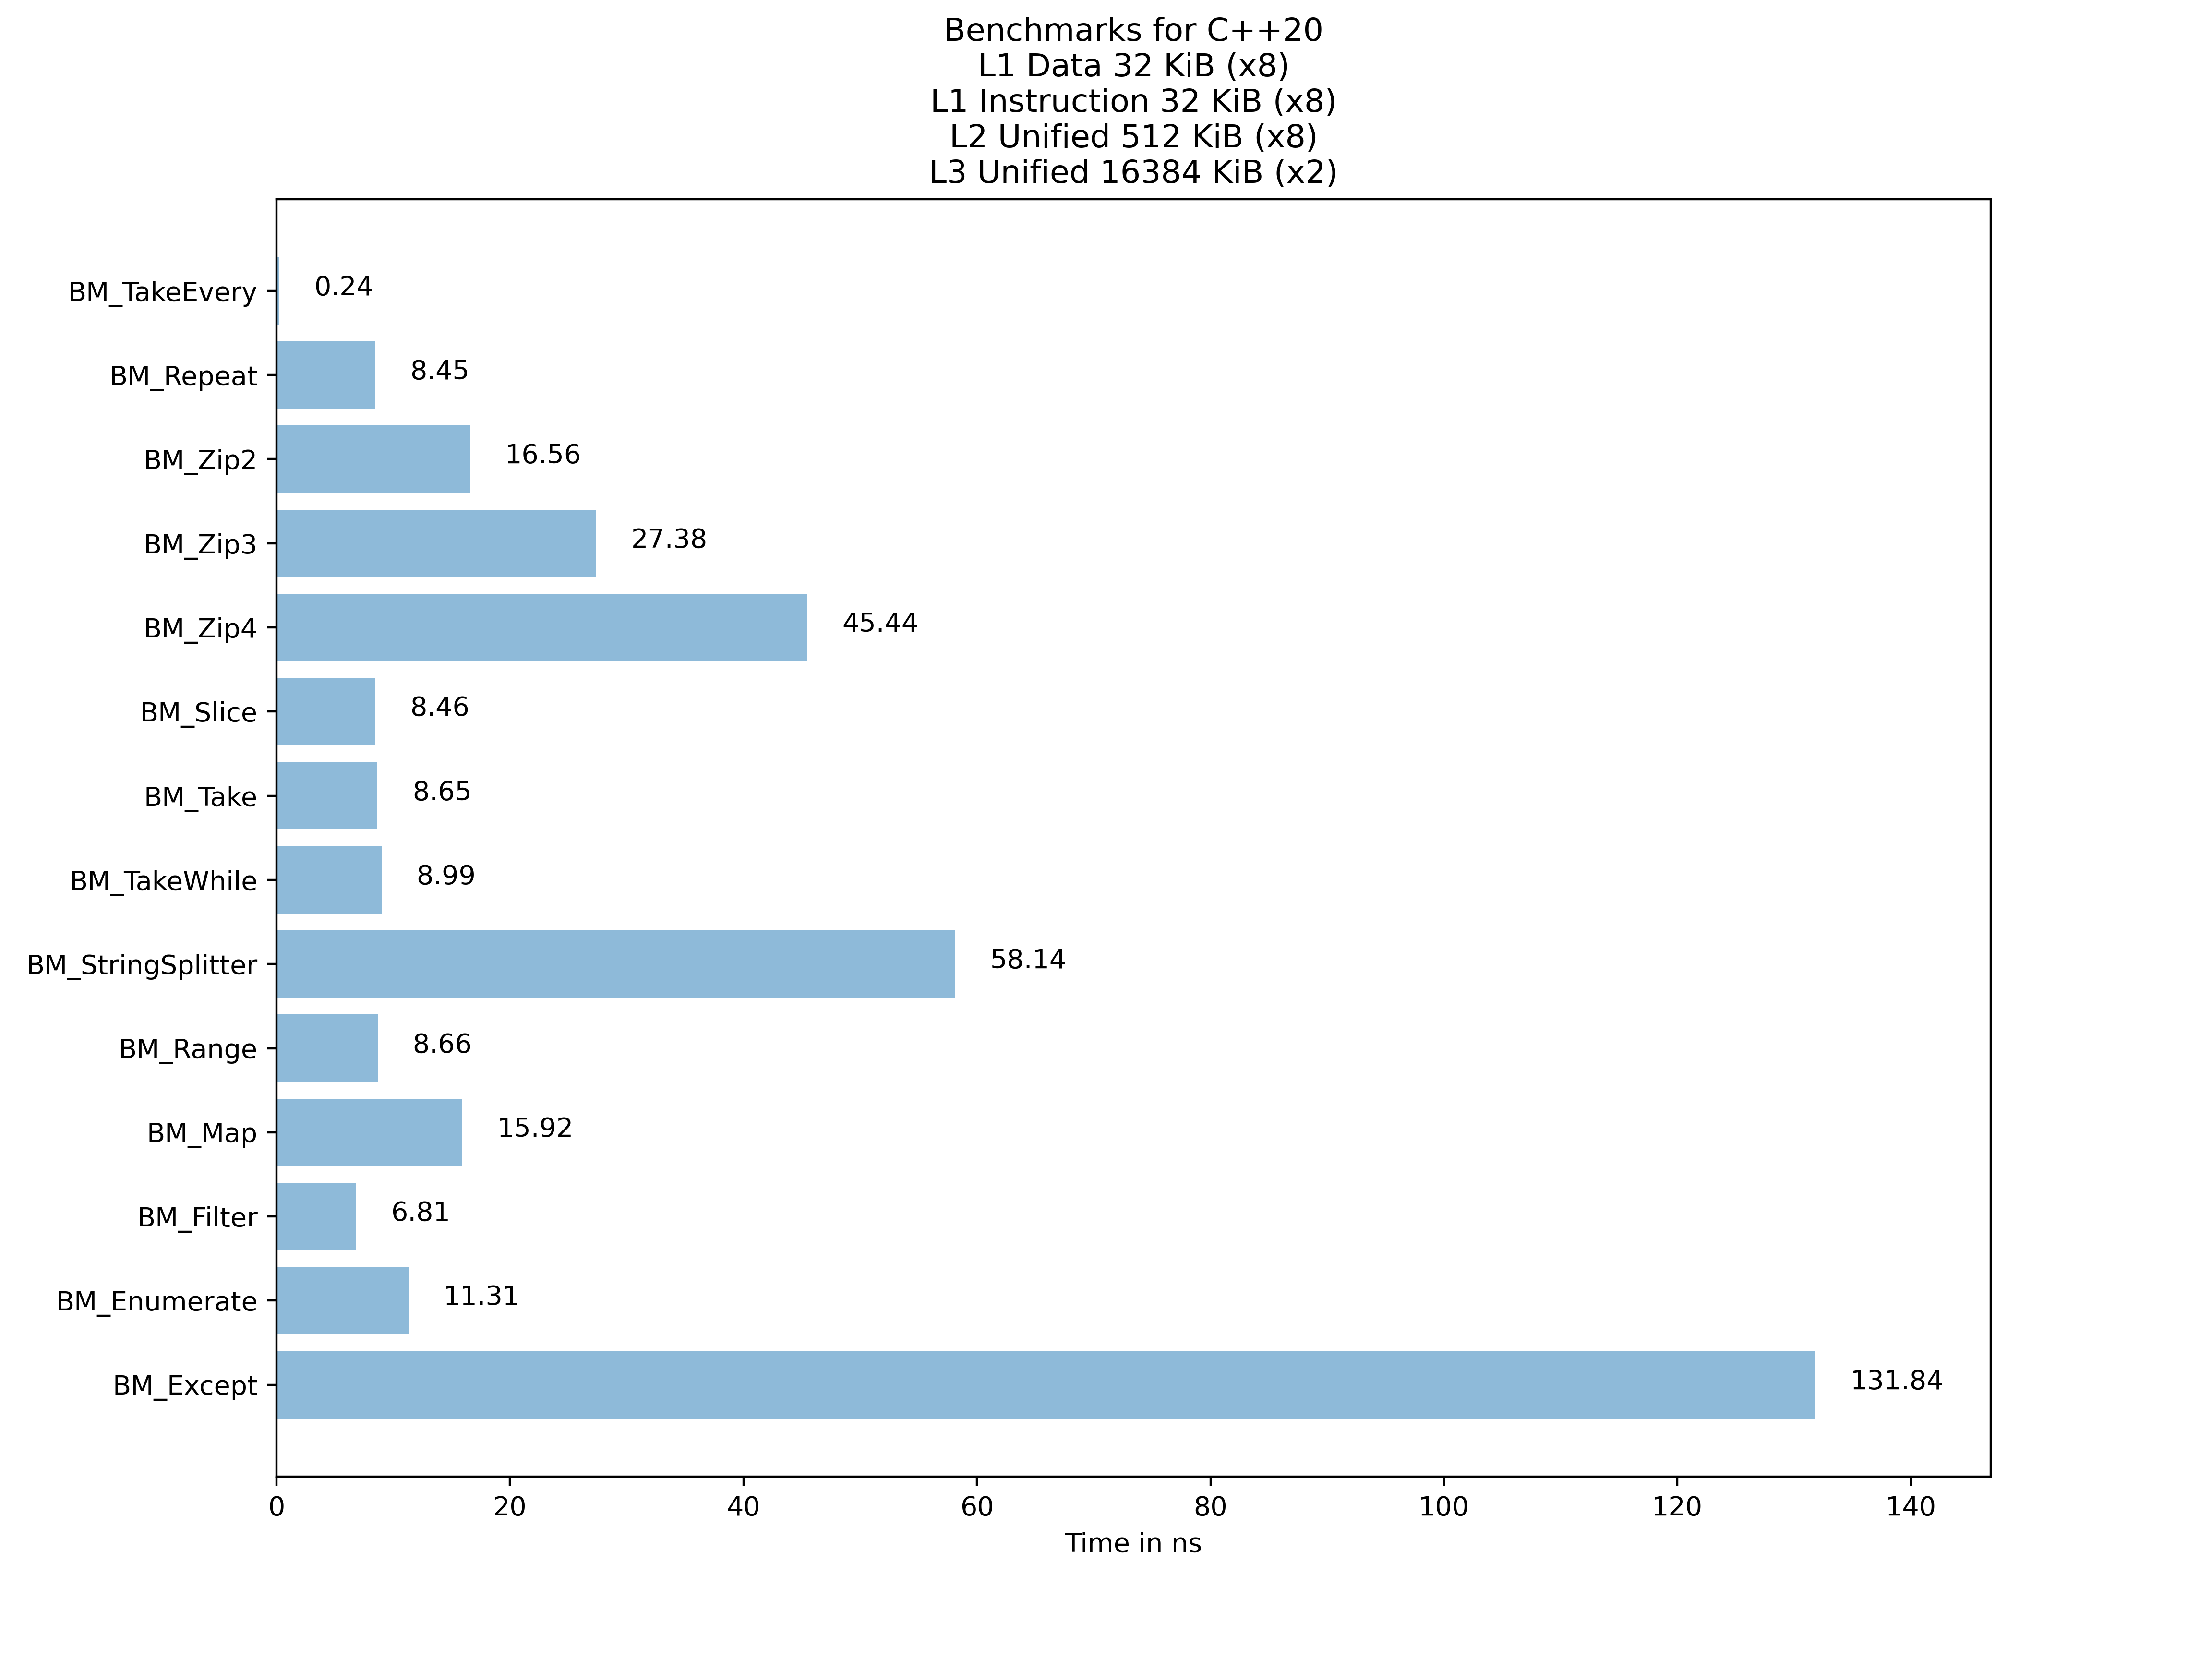 Benchmarks for C++20
L1 Data 32 KiB (x8)
L1 Instruction 32 KiB (x8)
L2 Unified 512 KiB (x8)
L3 Unified 16384 KiB (x2)
BM_TakeEvery 0.24
BM_Repeat 8.45
BM_Zip2 16.56
BM_Zip3 27.38
BM_Zip4 45.44
BM_Slice 8.46
BM_Take 8.65
BM_TakeWhile 8.99
BM_StringSplitter 58.14
BM_Range 8.66
BM_Map 15.92
BM_Filter 6.81
BM_Enumerate 11.31
BM_Except 131.84
0 20 40 60 80 100 120 140
Time in ns